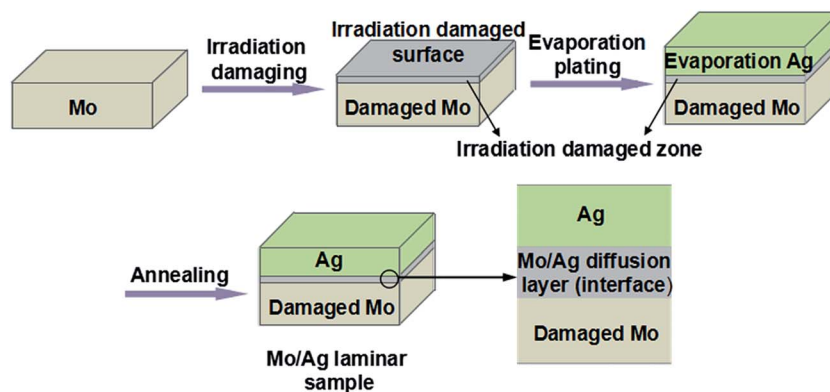 Mo
Irradiation
damaging
Irradiation damaged
surface
Damaged Mo
Evaporation
plating
Evaporation Ag
Damaged Mo
Irradiation damaged zone
Annealing
Ag
Damaged Mo
Mo/Ag laminar
sample
Ag
Mo/Ag diffusion
layer (interface)
Damaged Mo